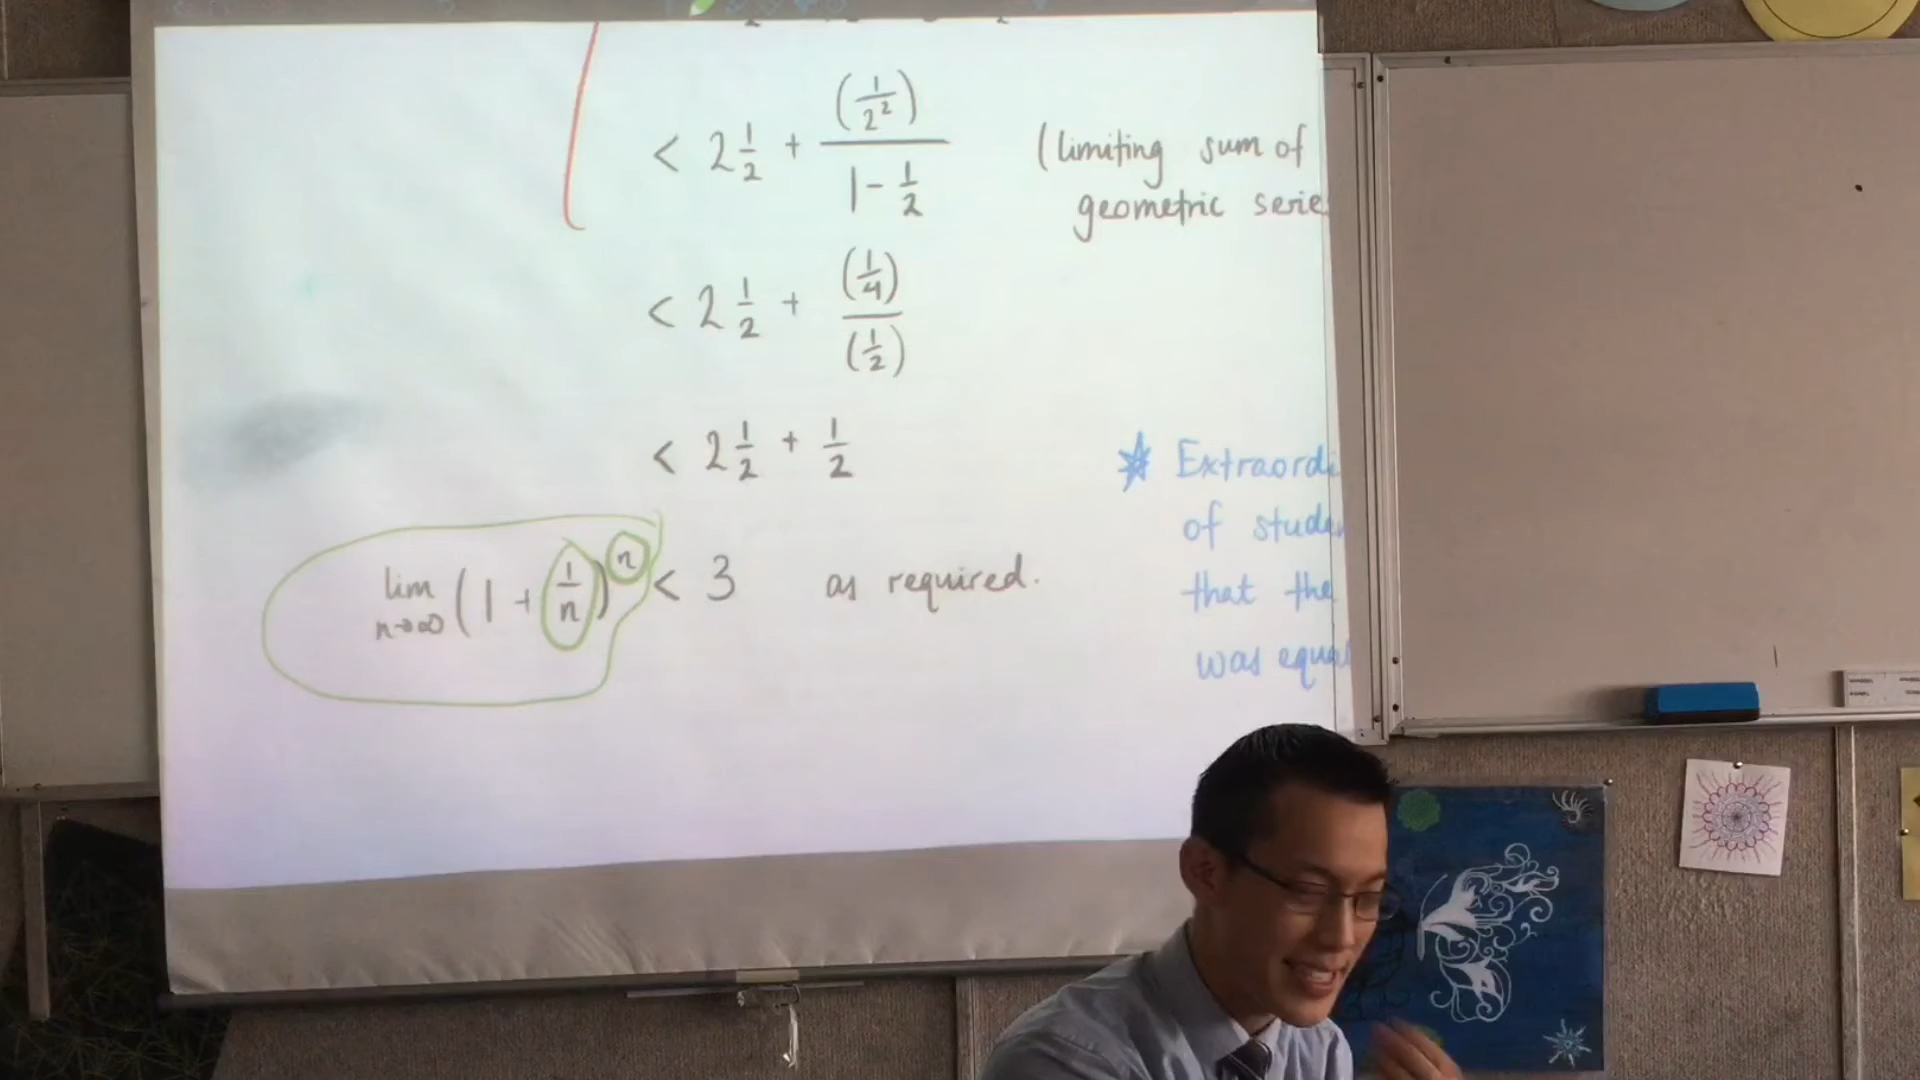 < 2 1/2 + (1/2²)/(1 - 1/2) (limiting sum of
geometric serie
< 2 1/2 + (1/4)/(1/2)
< 2 1/2 + 1/2
lim n→∞ (1 + 1/n)ⁿ < 3 as required.
★ Extraordi
of stude
that the
was equa